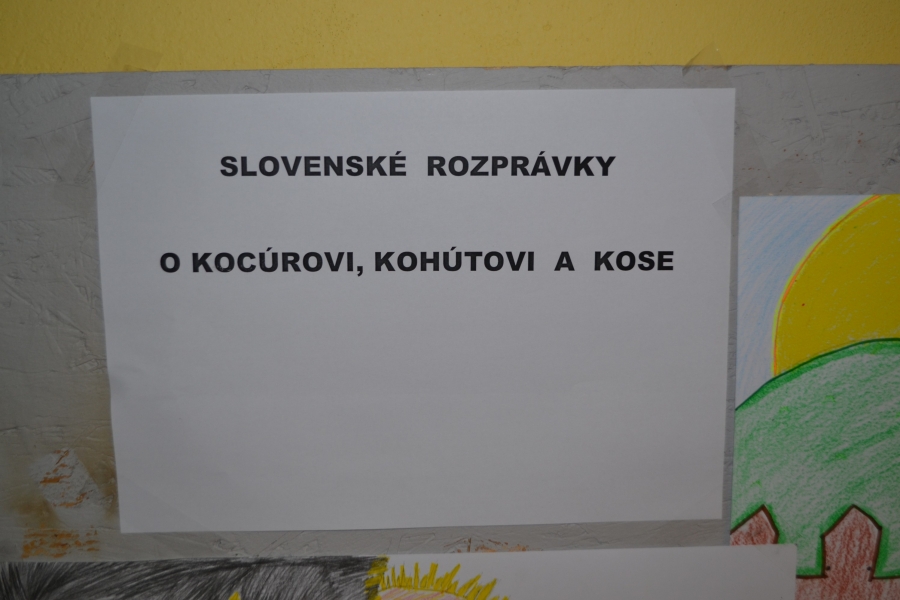 SLOVENSKÉ ROZPRÁVKY
O KOCÚROVI, KOHÚTOVI A KOSE